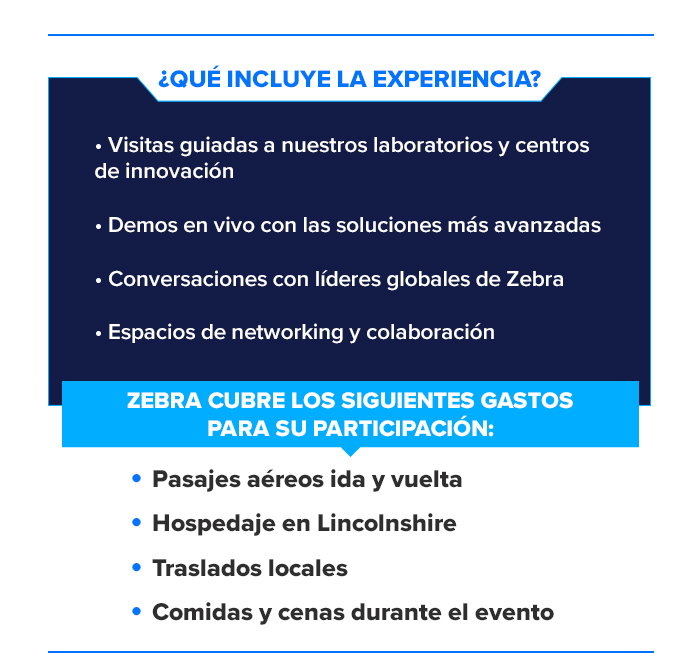 ¿QUÉ INCLUYE LA EXPERIENCIA?
• Visitas guiadas a nuestros laboratorios y centros
de innovación
• Demos en vivo con las soluciones más avanzadas
• Conversaciones con líderes globales de Zebra
• Espacios de networking y colaboración
ZEBRA CUBRE LOS SIGUIENTES GASTOS
PARA SU PARTICIPACIÓN:
• Pasajes aéreos ida y vuelta
• Hospedaje en Lincolnshire
• Traslados locales
• Comidas y cenas durante el evento